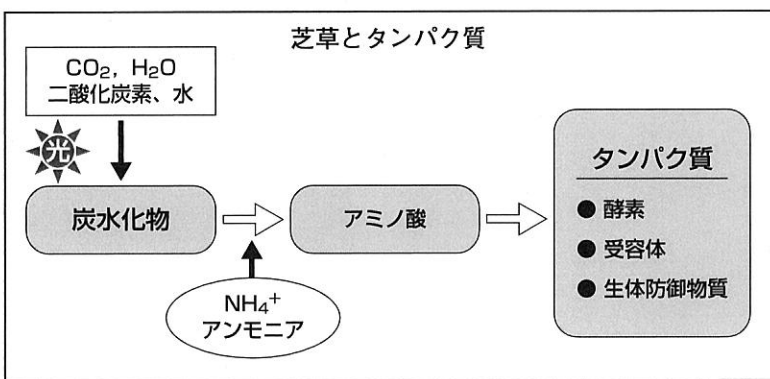 芝草とタンパク質
CO₂, H₂O
二酸化炭素、水
光
炭水化物
アミノ酸
NH₄⁺
アンモニア
タンパク質
● 酵素
● 受容体
● 生体防御物質